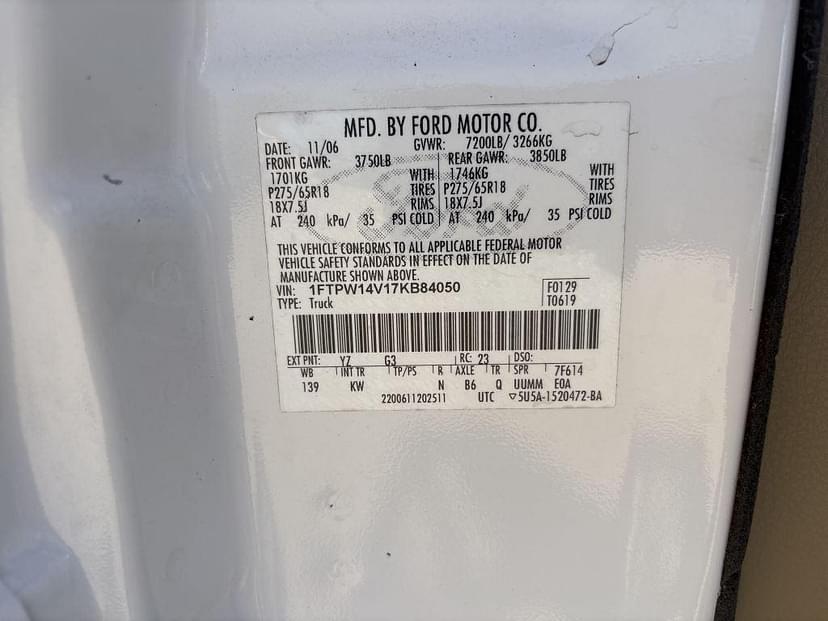 MFD. BY FORD MOTOR CO.
DATE: 11/06 GVWR: 7200LB/ 3266KG
FRONT GAWR: 3750LB REAR GAWR: 3850LB
1701KG WITH 1746KG WITH
P275/65R18 TIRES P275/65R18 TIRES
18X7.5J RIMS 18X7.5J RIMS
AT 240 kPa/ 35 PSI COLD AT 240 kPa/ 35 PSI COLD
Ford
THIS VEHICLE CONFORMS TO ALL APPLICABLE FEDERAL MOTOR
VEHICLE SAFETY STANDARDS IN EFFECT ON THE DATE OF
MANUFACTURE SHOWN ABOVE.
VIN: 1FTPW14V17KB84050 F0129
TYPE: Truck T0619
EXT PNT: YZ G3 RC: 23 DSO:
WB INT TR TP/PS R AXLE TR SPR 7F614
139 KW N B6 Q UUMM EOA
2200611202511 UTC ▽5U5A-1520472-BA